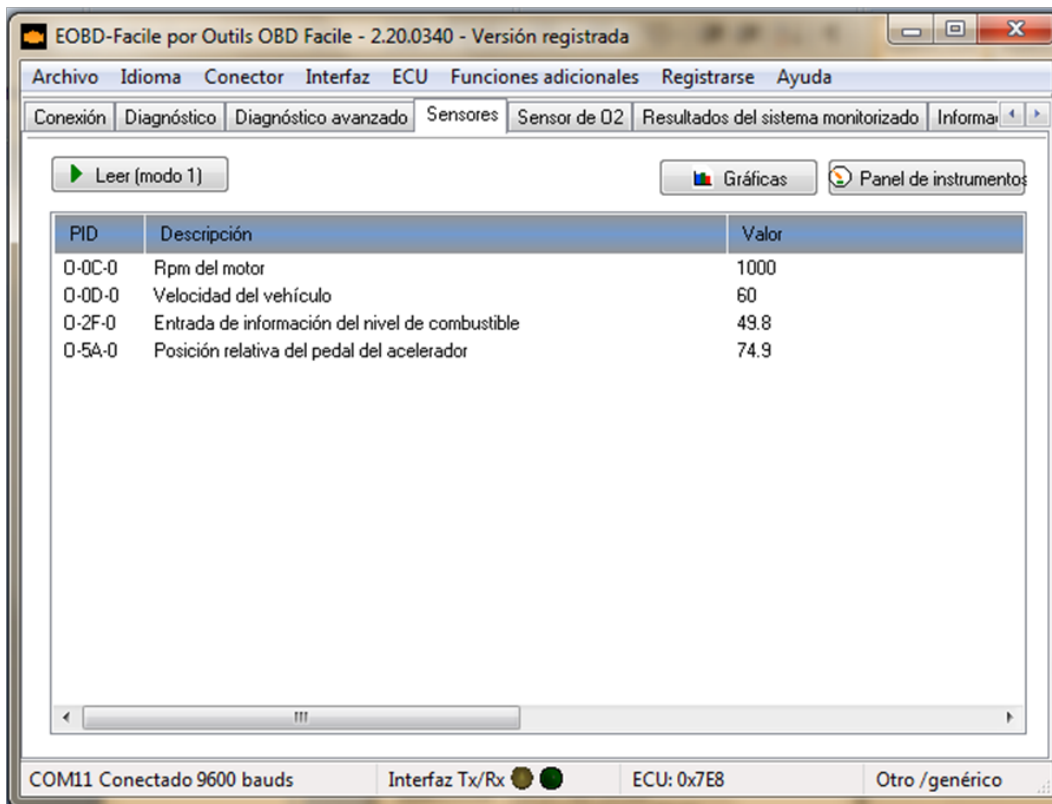 EOBD-Facile por Outils OBD Facile - 2.20.0340 - Versión registrada
Archivo Idioma Conector Interfaz ECU Funciones adicionales Registrarse Ayuda
Conexión Diagnóstico Diagnóstico avanzado Sensores Sensor de O2 Resultados del sistema monitorizado Informa
Leer (modo 1) Gráficas Panel de instrumentos
PID Descripción Valor
0-0C-0 Rpm del motor 1000
0-0D-0 Velocidad del vehículo 60
0-2F-0 Entrada de información del nivel de combustible 49.8
0-5A-0 Posición relativa del pedal del acelerador 74.9
COM11 Conectado 9600 bauds Interfaz Tx/Rx ECU: 0x7E8 Otro /genérico